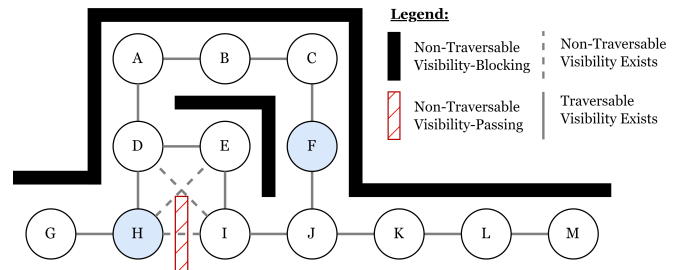 Legend:
Non-Traversable
Visibility-Blocking
Non-Traversable
Visibility Exists
Non-Traversable
Visibility-Passing
Traversable
Visibility Exists
A B C
D E F
G H I J K L M